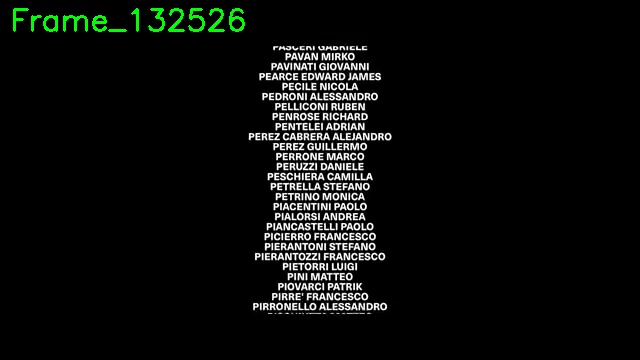 Frame_132526
PASCERI GABRIELE
PAVAN MIRKO
PAVINATI GIOVANNI
PEARCE EDWARD JAMES
PECILE NICOLA
PEDRONI ALESSANDRO
PELLICONI RUBEN
PENROSE RICHARD
PENTELEI ADRIAN
PEREZ CABRERA ALEJANDRO
PEREZ GUILLERMO
PERRONE MARCO
PERUZZI DANIELE
PESCHIERA CAMILLA
PETRELLA STEFANO
PETRINO MONICA
PIACENTINI PAOLO
PIALORSI ANDREA
PIANCASTELLI PAOLO
PICIERRO FRANCESCO
PIERANTONI STEFANO
PIERANTOZZI FRANCESCO
PIETORRI LUIGI
PINI MATTEO
PIOVARCI PATRIK
PIRRE' FRANCESCO
PIRRONELLO ALESSANDRO